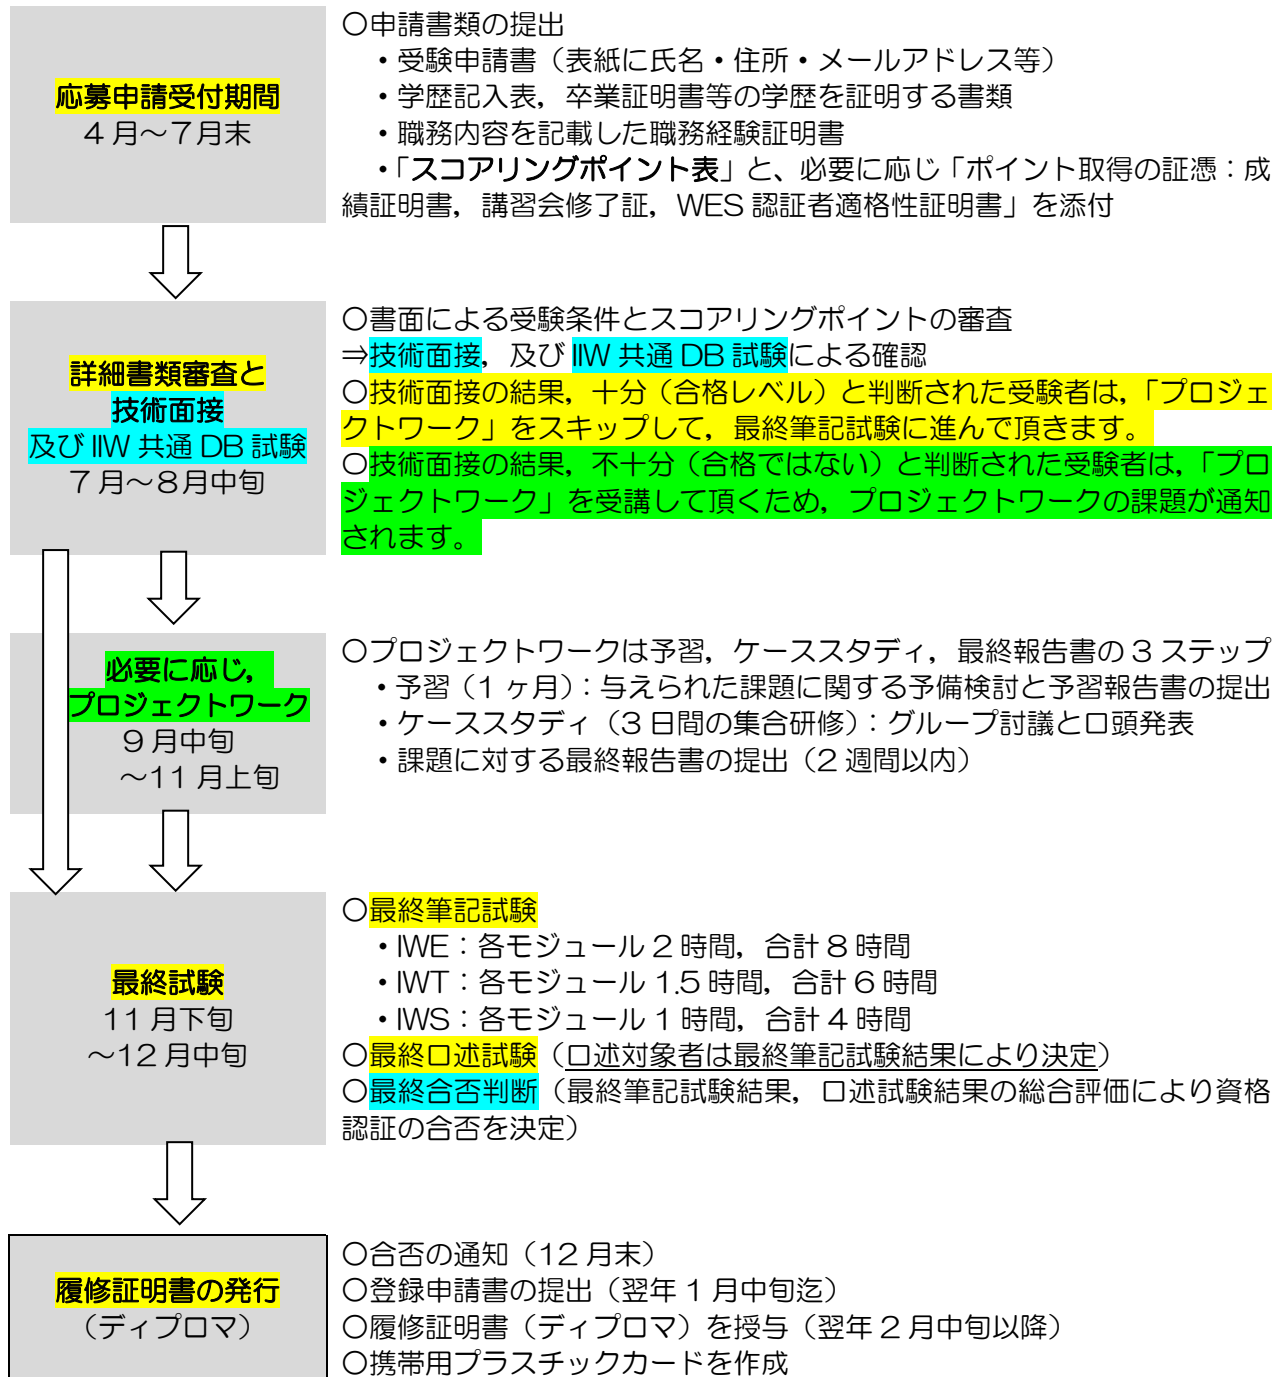 応募申請受付期間
4月～7月末
○申請書類の提出
・受験申請書（表紙に氏名・住所・メールアドレス等）
・学歴記入表，卒業証明書等の学歴を証明する書類
・職務内容を記載した職務経験証明書
・「スコアリングポイント表」と、必要に応じ「ポイント取得の証憑：成
績証明書，講習会修了証，WES 認証者適格性証明書」を添付
詳細書類審査と
技術面接
及び IIW 共通 DB 試験
7月～8月中旬
○書面による受験条件とスコアリングポイントの審査
⇒技術面接，及び IIW 共通 DB 試験による確認
○技術面接の結果，十分（合格レベル）と判断された受験者は，「プロジェ
クトワーク」をスキップして，最終筆記試験に進んで頂きます。
○技術面接の結果，不十分（合格ではない）と判断された受験者は，「プロ
ジェクトワーク」を受講して頂くため，プロジェクトワークの課題が通知
されます。
必要に応じ，
プロジェクトワーク
9月中旬
～11月上旬
○プロジェクトワークは予習，ケーススタディ，最終報告書の3ステップ
・予習（1ヶ月）：与えられた課題に関する予備検討と予習報告書の提出
・ケーススタディ（3日間の集合研修）：グループ討議と口頭発表
・課題に対する最終報告書の提出（2週間以内）
最終試験
11月下旬
～12月中旬
○最終筆記試験
・IWE：各モジュール2時間，合計8時間
・IWT：各モジュール1.5時間，合計6時間
・IWS：各モジュール1時間，合計4時間
○最終口述試験（口述対象者は最終筆記試験結果により決定）
○最終合否判断（最終筆記試験結果，口述試験結果の総合評価により資格
認証の合否を決定）
履修証明書の発行
（ディプロマ）
○合否の通知（12月末）
○登録申請書の提出（翌年1月中旬迄）
○履修証明書（ディプロマ）を授与（翌年2月中旬以降）
○携帯用プラスチックカードを作成